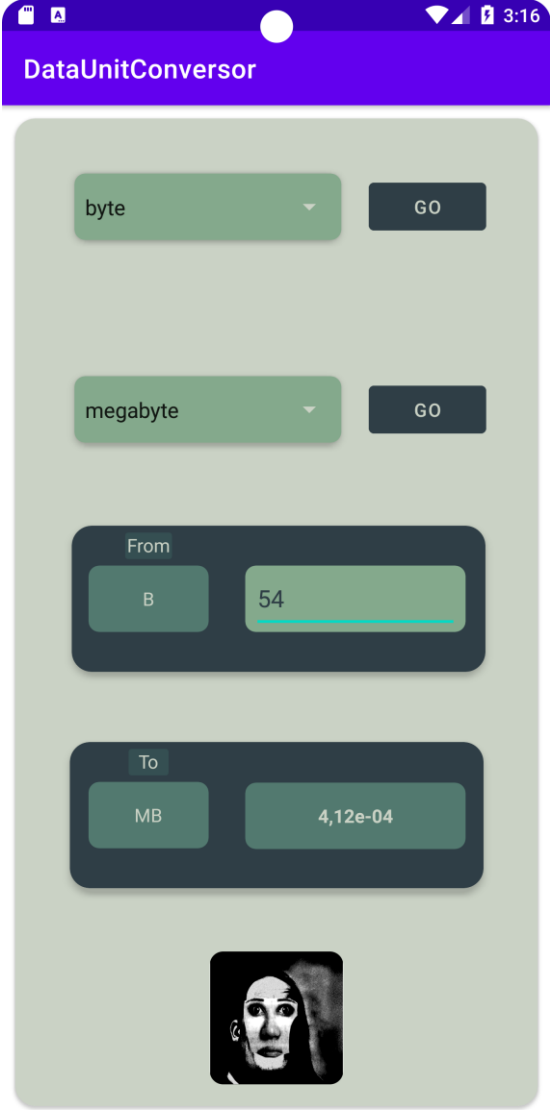 3:16
DataUnitConversor
byte
GO
megabyte
GO
From
B
54
To
MB
4,12e-04